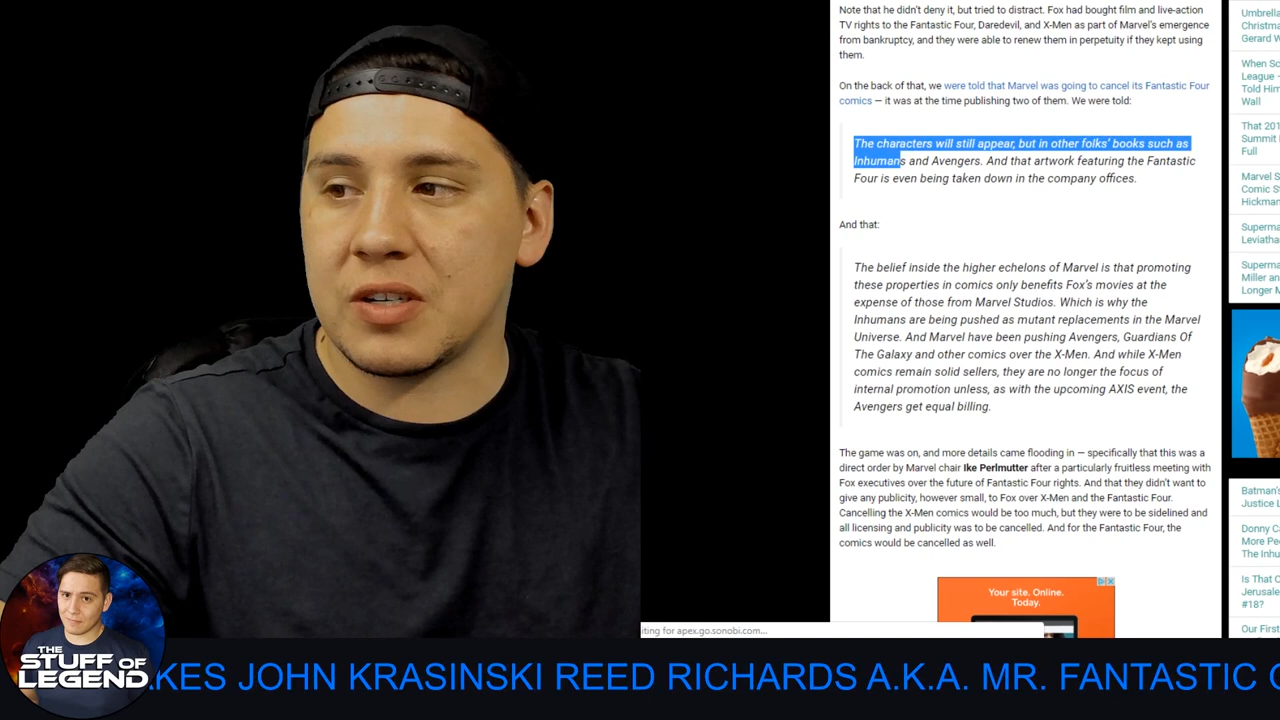 Note that he didn't deny it, but tried to distract. Fox had bought film and live-action
TV rights to the Fantastic Four, Daredevil, and X-Men as part of Marvel's emergence
from bankruptcy, and they were able to renew them in perpetuity if they kept using
them.
On the back of that, we were told that Marvel was going to cancel its Fantastic Four
comics — it was at the time publishing two of them. We were told:
The characters will still appear, but in other folks' books such as
Inhumans and Avengers. And that artwork featuring the Fantastic
Four is even being taken down in the company offices.
And that:
The belief inside the higher echelons of Marvel is that promoting
these properties in comics only benefits Fox's movies at the
expense of those from Marvel Studios. Which is why the
Inhumans are being pushed as mutant replacements in the Marvel
Universe. And Marvel have been pushing Avengers, Guardians Of
The Galaxy and other comics over the X-Men. And while X-Men
comics remain solid sellers, they are no longer the focus of
internal promotion unless, as with the upcoming AXIS event, the
Avengers get equal billing.
The game was on, and more details came flooding in — specifically that this was a
direct order by Marvel chair Ike Perlmutter after a particularly fruitless meeting with
Fox executives over the future of Fantastic Four rights. And that they didn't want to
give any publicity, however small, to Fox over X-Men and the Fantastic Four.
Cancelling the X-Men comics would be too much, but they were to be sidelined and
all licensing and publicity was to be cancelled. And for the Fantastic Four, the
comics would be cancelled as well.
Your site. Online.
Today.
Umbrella
Christma
Gerard W
When Sc
League -
Told Him
Wall
That 201
Summit
Full
Marvel S
Comic S
Hickman
Superma
Leviatha
Superma
Miller an
Longer M
Batman's
Justice L
Donny C
More Pe
The Inhu
Is That C
Jerusale
#18?
Our First
iting for apex.go.sonobi.com...
THE
STUFF OF
LEGEND
AKES JOHN KRASINSKI REED RICHARDS A.K.A. MR. FANTASTIC